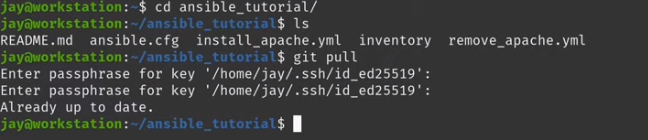 jay@workstation:~$ cd ansible_tutorial/
jay@workstation:~/ansible_tutorial$ ls
README.md  ansible.cfg  install_apache.yml  inventory  remove_apache.yml
jay@workstation:~/ansible_tutorial$ git pull
Enter passphrase for key '/home/jay/.ssh/id_ed25519':
Enter passphrase for key '/home/jay/.ssh/id_ed25519':
Already up to date.
jay@workstation:~/ansible_tutorial$